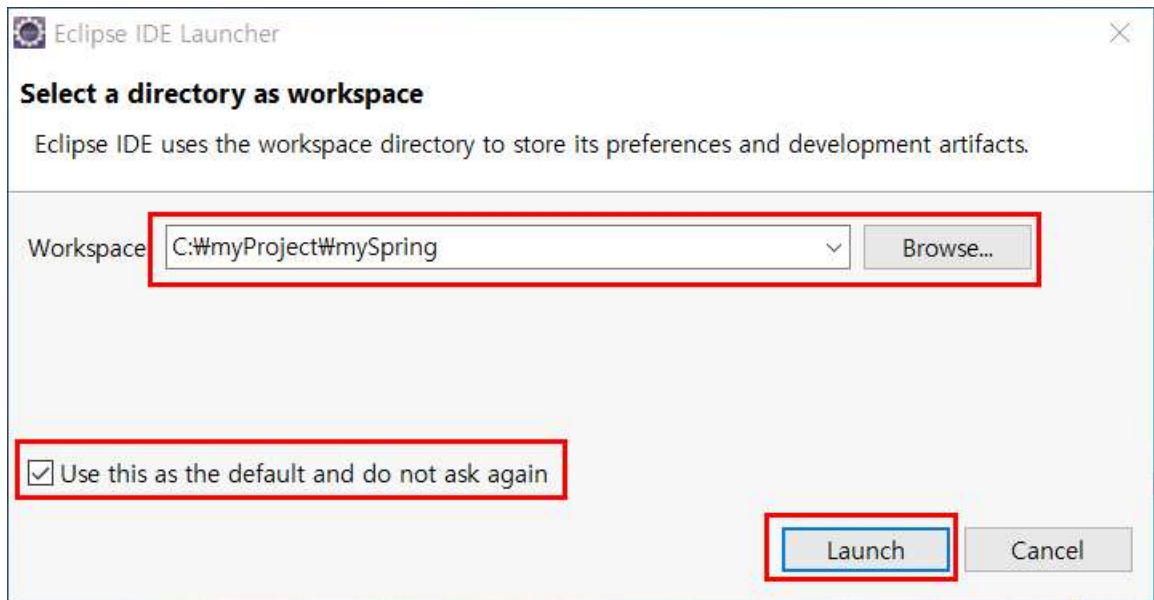 Eclipse IDE Launcher
Select a directory as workspace
Eclipse IDE uses the workspace directory to store its preferences and development artifacts.
Workspace C:₩myProject₩mySpring Browse...
Use this as the default and do not ask again
Launch Cancel